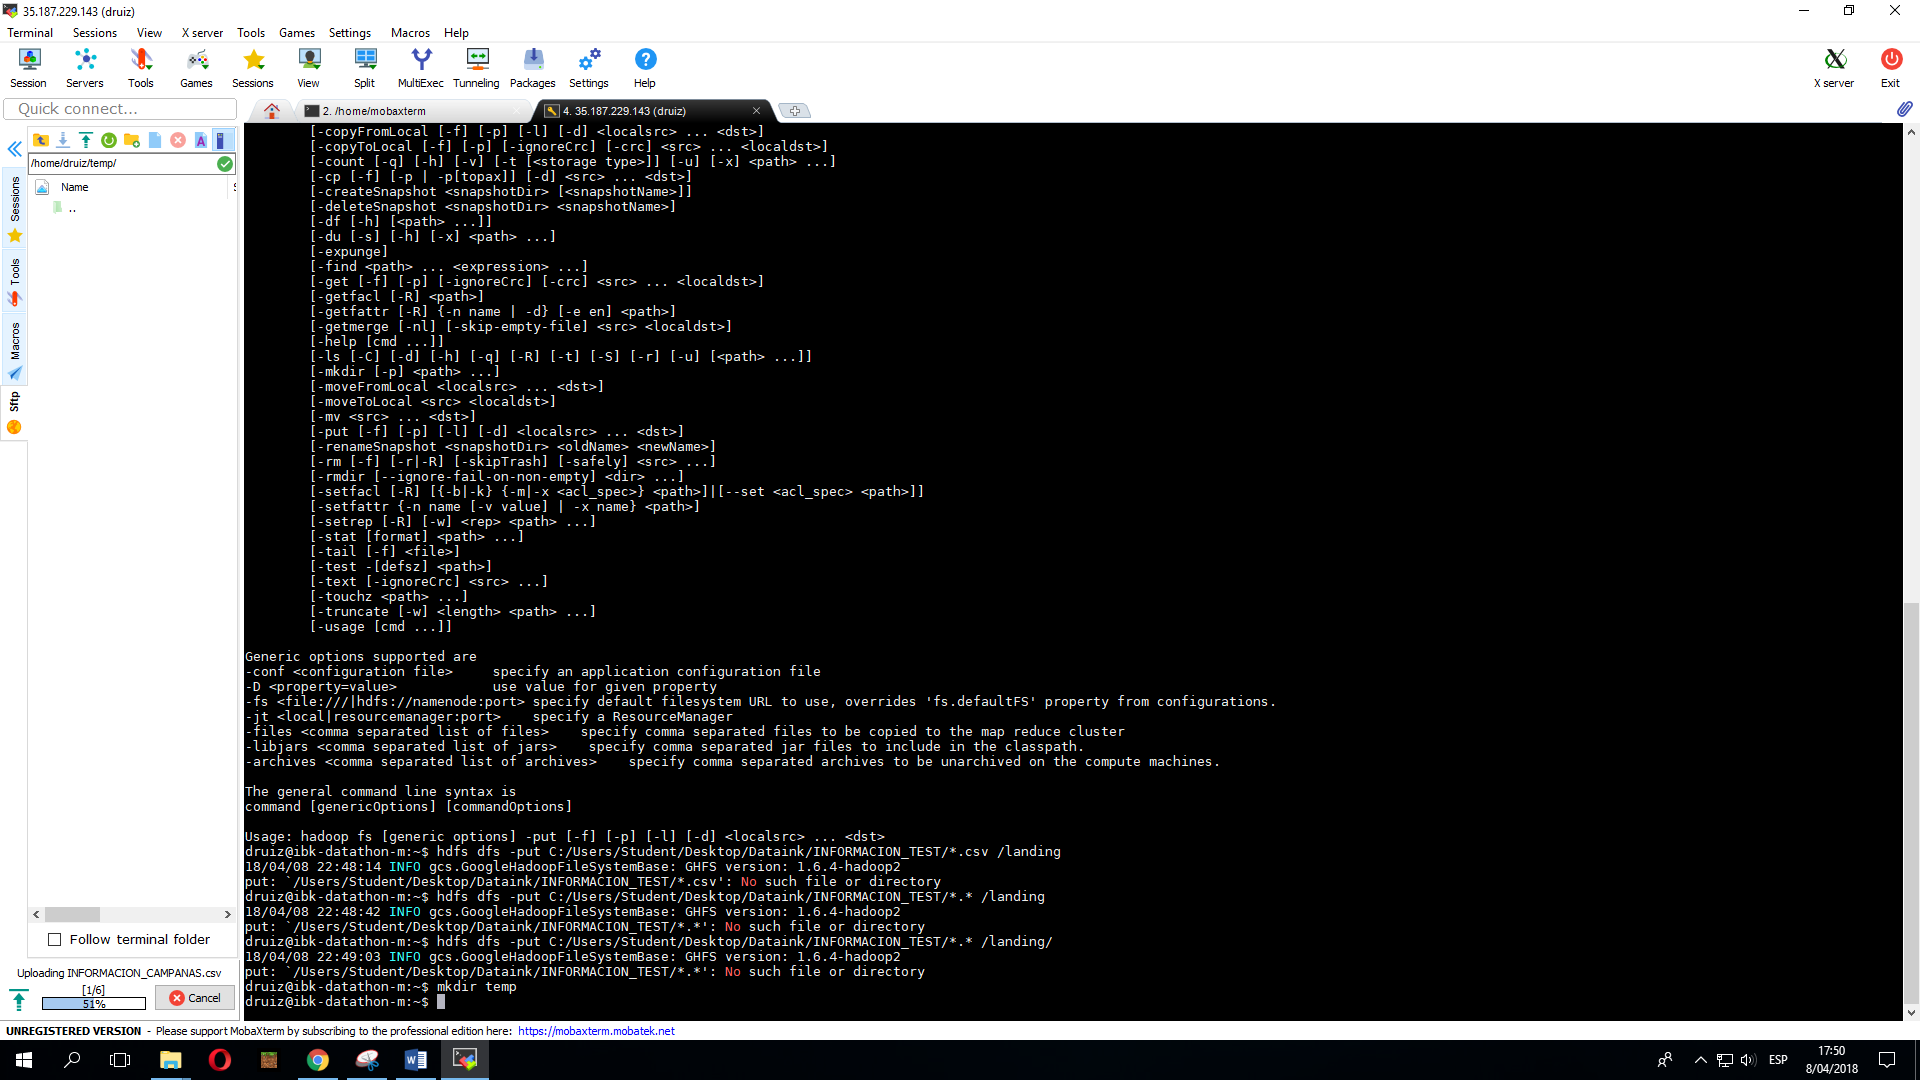 35.187.229.143 (druiz)
Terminal Sessions View X server Tools Games Settings Macros Help
Session Servers Tools Games Sessions View Split MultiExec Tunneling Packages Settings Help X server Exit
Quick connect...
2. /home/mobaxterm
4. 35.187.229.143 (druiz)
/home/druiz/temp/
Name
..
Sessions
Tools
Macros
Sftp
[-copyFromLocal [-f] [-p] [-l] [-d] <localsrc> ... <dst>]
[-copyToLocal [-f] [-p] [-ignoreCrc] [-crc] <src> ... <localdst>]
[-count [-q] [-h] [-v] [-t [<storage type>]] [-u] [-x] <path> ...]
[-cp [-f] [-p | -p[topax]] [-d] <src> ... <dst>]
[-createSnapshot <snapshotDir> [<snapshotName>]]
[-deleteSnapshot <snapshotDir> <snapshotName>]
[-df [-h] [<path> ...]]
[-du [-s] [-h] [-x] <path> ...]
[-expunge]
[-find <path> ... <expression> ...]
[-get [-f] [-p] [-ignoreCrc] [-crc] <src> ... <localdst>]
[-getfacl [-R] <path>]
[-getfattr [-R] {-n name | -d} [-e en] <path>]
[-getmerge [-nl] [-skip-empty-file] <src> <localdst>]
[-help [cmd ...]]
[-ls [-C] [-d] [-h] [-q] [-R] [-t] [-S] [-r] [-u] [<path> ...]]
[-mkdir [-p] <path> ...]
[-moveFromLocal <localsrc> ... <dst>]
[-moveToLocal <src> <localdst>]
[-mv <src> ... <dst>]
[-put [-f] [-p] [-l] [-d] <localsrc> ... <dst>]
[-renameSnapshot <snapshotDir> <oldName> <newName>]
[-rm [-f] [-r|-R] [-skipTrash] [-safely] <src> ...]
[-rmdir [--ignore-fail-on-non-empty] <dir> ...]
[-setfacl [-R] [{-b|-k} {-m|-x <acl_spec>} <path>]|[--set <acl_spec> <path>]]
[-setfattr {-n name [-v value] | -x name} <path>]
[-setrep [-R] [-w] <rep> <path> ...]
[-stat [format] <path> ...]
[-tail [-f] <file>]
[-test -[defsz] <path>]
[-text [-ignoreCrc] <src> ...]
[-touchz <path> ...]
[-truncate [-w] <length> <path> ...]
[-usage [cmd ...]]
Generic options supported are
-conf <configuration file>     specify an application configuration file
-D <property=value>            use value for given property
-fs <file:///|hdfs://namenode:port> specify default filesystem URL to use, overrides 'fs.defaultFS' property from configurations.
-jt <local|resourcemanager:port>    specify a ResourceManager
-files <comma separated list of files>    specify comma separated files to be copied to the map reduce cluster
-libjars <comma separated list of jars>    specify comma separated jar files to include in the classpath.
-archives <comma separated list of archives>    specify comma separated archives to be unarchived on the compute machines.
The general command line syntax is
command [genericOptions] [commandOptions]
Usage: hadoop fs [generic options] -put [-f] [-p] [-l] [-d] <localsrc> ... <dst>
druiz@ibk-datathon-m:~$ hdfs dfs -put C:/Users/Student/Desktop/Dataink/INFORMACION_TEST/*.csv /landing
18/04/08 22:48:14 INFO gcs.GoogleHadoopFileSystemBase: GHFS version: 1.6.4-hadoop2
put: `/Users/Student/Desktop/Dataink/INFORMACION_TEST/*.csv': No such file or directory
druiz@ibk-datathon-m:~$ hdfs dfs -put C:/Users/Student/Desktop/Dataink/INFORMACION_TEST/*.* /landing
18/04/08 22:48:42 INFO gcs.GoogleHadoopFileSystemBase: GHFS version: 1.6.4-hadoop2
put: `/Users/Student/Desktop/Dataink/INFORMACION_TEST/*.*': No such file or directory
druiz@ibk-datathon-m:~$ hdfs dfs -put C:/Users/Student/Desktop/Dataink/INFORMACION_TEST/*.* /landing/
18/04/08 22:49:03 INFO gcs.GoogleHadoopFileSystemBase: GHFS version: 1.6.4-hadoop2
put: `/Users/Student/Desktop/Dataink/INFORMACION_TEST/*.*': No such file or directory
druiz@ibk-datathon-m:~$ mkdir temp
druiz@ibk-datathon-m:~$
Follow terminal folder
Uploading INFORMACION_CAMPANAS.csv
[1/6]
51%
Cancel
UNREGISTERED VERSION - Please support MobaXterm by subscribing to the professional edition here: https://mobaxterm.mobatek.net
ESP
17:50
8/04/2018